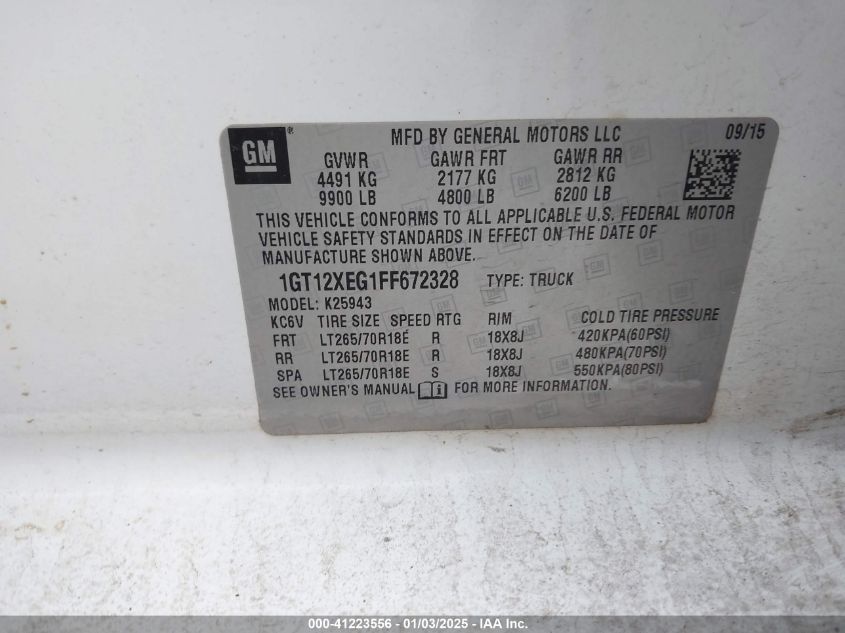 GM ® MFD BY GENERAL MOTORS LLC 09/15
GVWR GAWR FRT GAWR RR
4491 KG 2177 KG 2812 KG
9900 LB 4800 LB 6200 LB
THIS VEHICLE CONFORMS TO ALL APPLICABLE U.S. FEDERAL MOTOR
VEHICLE SAFETY STANDARDS IN EFFECT ON THE DATE OF
MANUFACTURE SHOWN ABOVE.
1GT12XEG1FF672328 TYPE: TRUCK
MODEL: K25943
KC6V TIRE SIZE SPEED RTG RIM COLD TIRE PRESSURE
FRT LT265/70R18E R 18X8J 420KPA(60PSI)
RR LT265/70R18E R 18X8J 480KPA(70PSI)
SPA LT265/70R18E S 18X8J 550KPA(80PSI)
SEE OWNER'S MANUAL i FOR MORE INFORMATION.
000-41223556 - 01/03/2025 - IAA Inc.